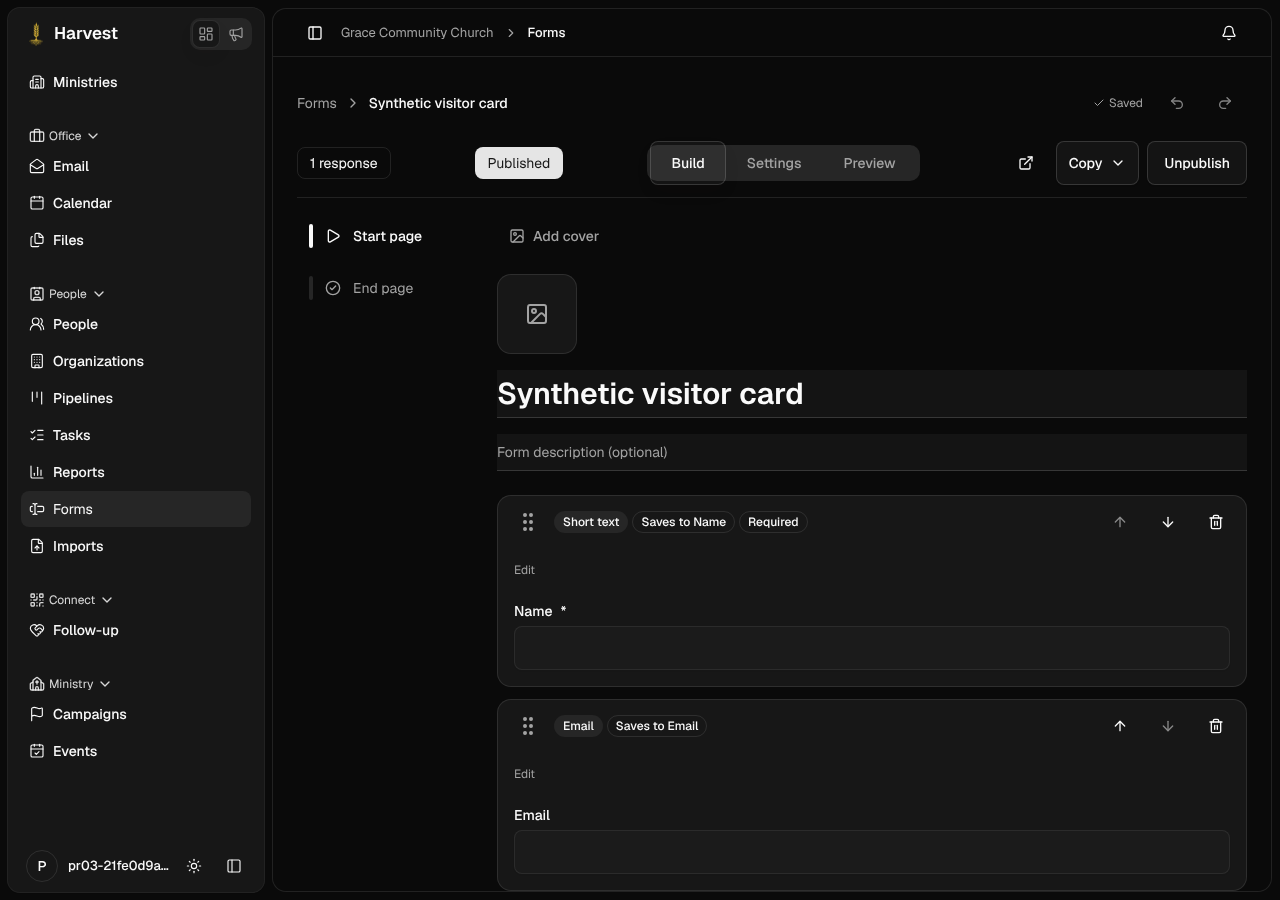 Harvest
Ministries
Office
Email
Calendar
Files
People
People
Organizations
Pipelines
Tasks
Reports
Forms
Imports
Connect
Follow-up
Ministry
Campaigns
Events
P pr03-21fe0d9a...
Grace Community Church > Forms
Forms > Synthetic visitor card
Saved
1 response Published Build Settings Preview Copy Unpublish
Start page
End page
Add cover
Synthetic visitor card
Form description (optional)
Short text Saves to Name Required
Edit
Name *
Email Saves to Email
Edit
Email